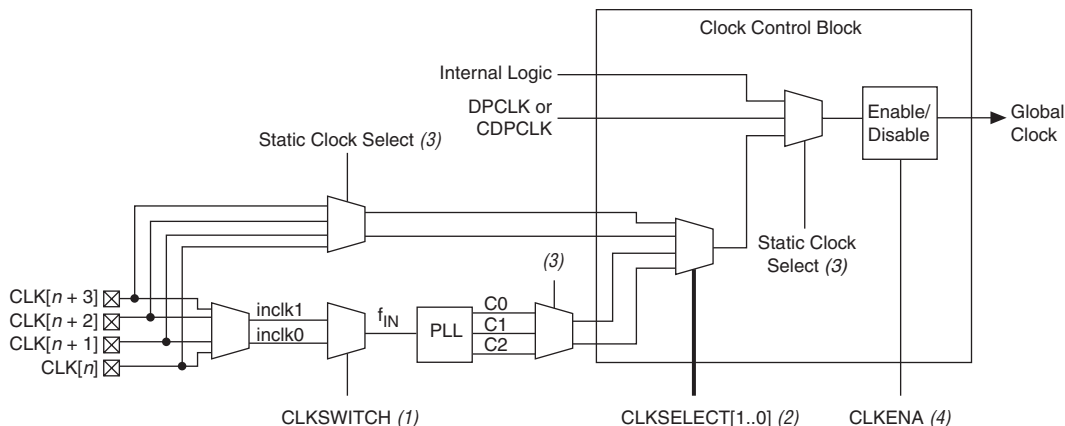 Clock Control Block
Internal Logic
DPCLK or
CDPCLK
Enable/
Disable
Global
Clock
Static Clock Select (3)
Static Clock
Select (3)
(3)
CLK[n + 3]
CLK[n + 2]
CLK[n + 1]
CLK[n]
inclk1
inclk0
fIN
PLL
C0
C1
C2
CLKSWITCH (1)
CLKSELECT[1..0] (2)
CLKENA (4)